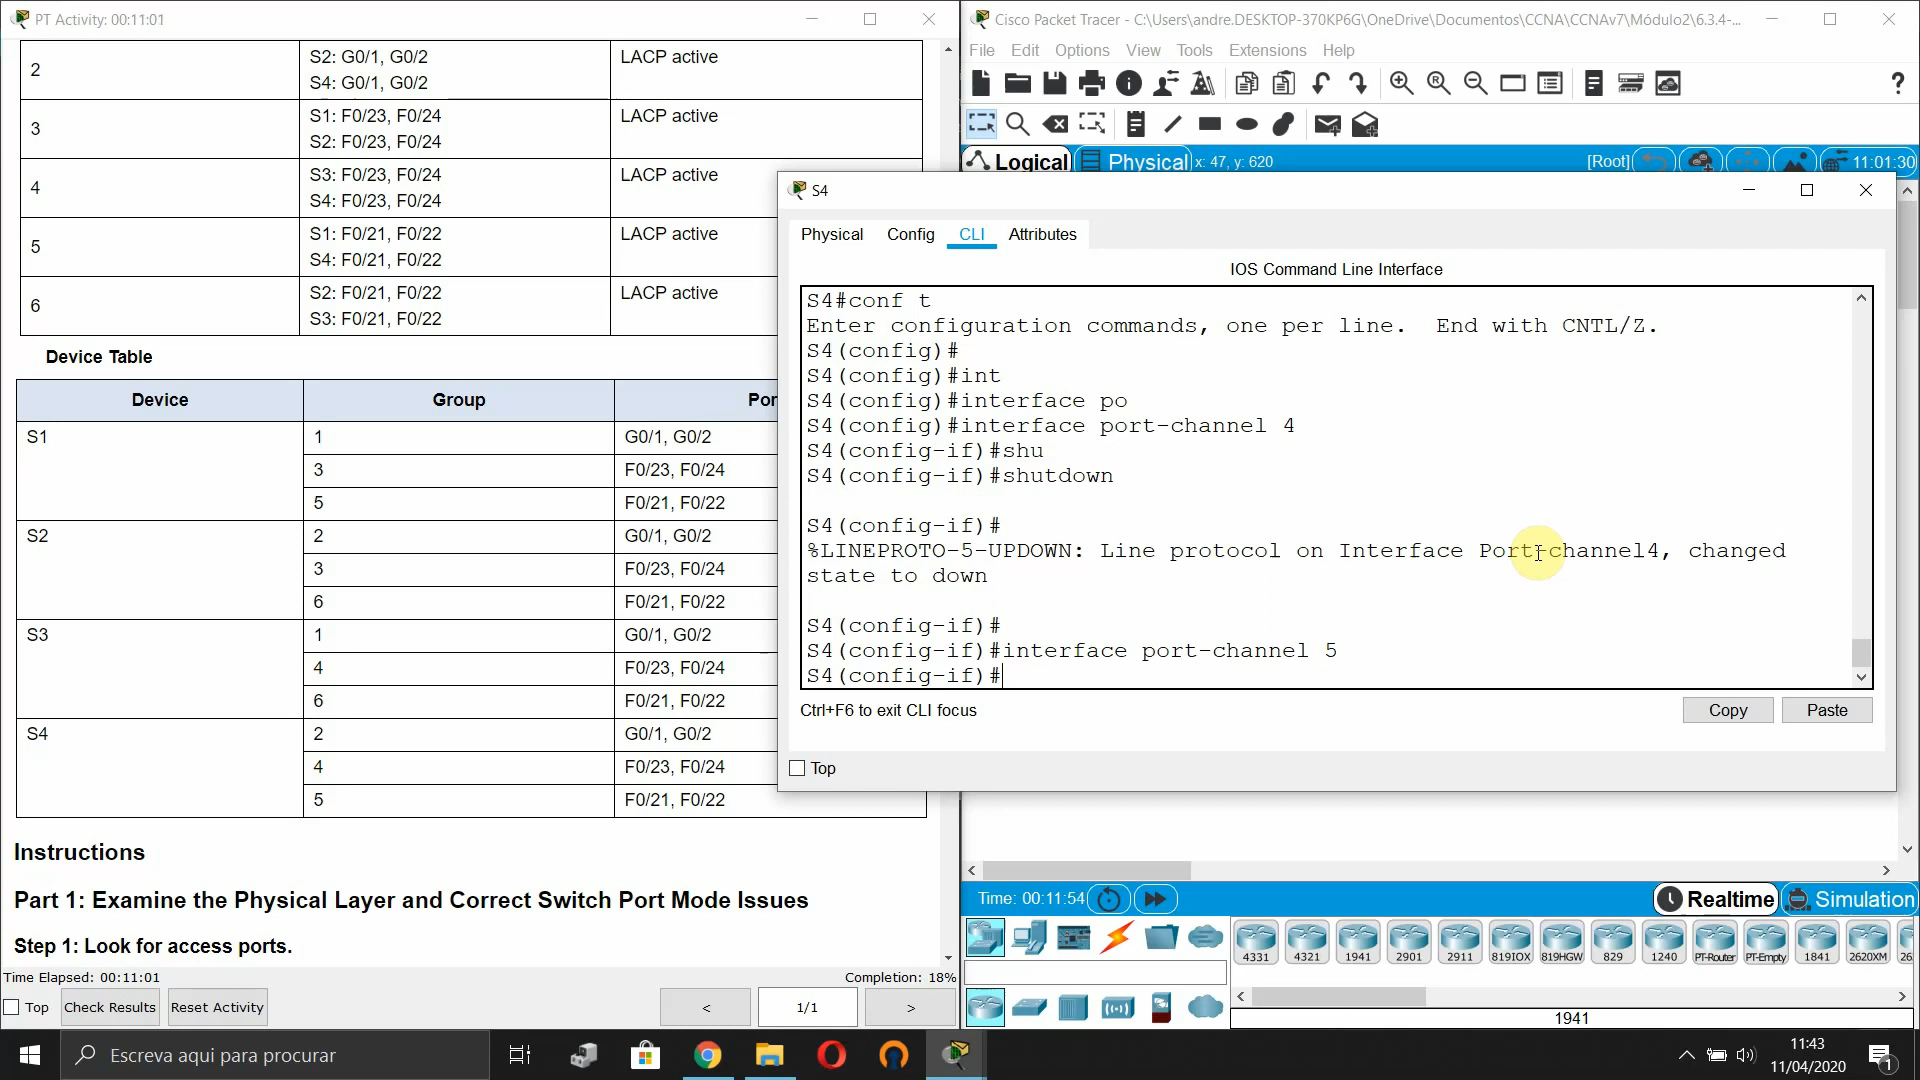 PT Activity: 00:11:01
2
S2: G0/1, G0/2
S4: G0/1, G0/2
LACP active
3
S1: F0/23, F0/24
S2: F0/23, F0/24
LACP active
4
S3: F0/23, F0/24
S4: F0/23, F0/24
LACP active
5
S1: F0/21, F0/22
S4: F0/21, F0/22
LACP active
6
S2: F0/21, F0/22
S3: F0/21, F0/22
LACP active
Device Table
Device Group Por
S1 1 G0/1, G0/2
3 F0/23, F0/24
5 F0/21, F0/22
S2 2 G0/1, G0/2
3 F0/23, F0/24
6 F0/21, F0/22
S3 1 G0/1, G0/2
4 F0/23, F0/24
6 F0/21, F0/22
S4 2 G0/1, G0/2
4 F0/23, F0/24
5 F0/21, F0/22
Instructions
Part 1: Examine the Physical Layer and Correct Switch Port Mode Issues
Step 1: Look for access ports.
Time Elapsed: 00:11:01 Completion: 18%
Top Check Results Reset Activity < 1/1 >
Cisco Packet Tracer - C:\Users\andre.DESKTOP-370KP6G\OneDrive\Documentos\CCNA\CCNAv7\Módulo2\6.3.4-...
File Edit Options View Tools Extensions Help
?
Logical Physical x: 47, y: 620 [Root] 11:01:30
S4
Physical Config CLI Attributes
IOS Command Line Interface
S4#conf t
Enter configuration commands, one per line. End with CNTL/Z.
S4(config)#
S4(config)#int
S4(config)#interface po
S4(config)#interface port-channel 4
S4(config-if)#shu
S4(config-if)#shutdown
S4(config-if)#
%LINEPROTO-5-UPDOWN: Line protocol on Interface Port-channel4, changed
state to down
S4(config-if)#
S4(config-if)#interface port-channel 5
S4(config-if)#
Ctrl+F6 to exit CLI focus Copy Paste
Top
Time: 00:11:54 Realtime Simulation
4331 4321 1941 2901 2911 819IOX 819HGW 829 1240 PT-Router PT-Empty 1841 2620XM 26
1941
Escreva aqui para procurar
11:43
11/04/2020
1